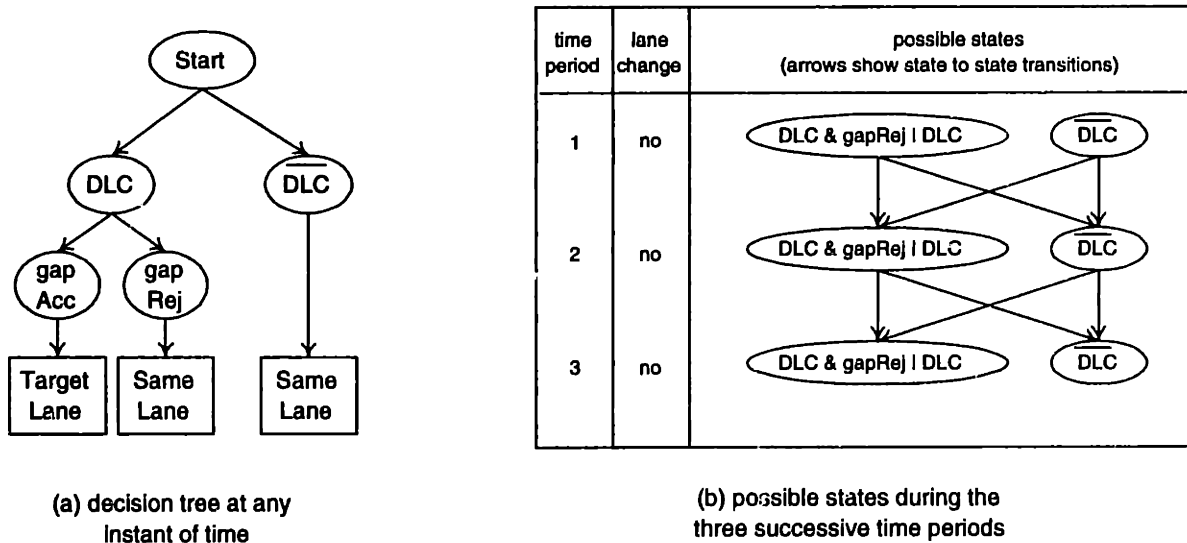 Start
DLC
DLC
gap
Acc
gap
Rej
Target
Lane
Same
Lane
Same
Lane
(a) decision tree at any
instant of time
time
period
lane
change
possible states
(arrows show state to state transitions)
1 no DLC & gapRej | DLC DLC
2 no DLC & gapRej | DLC DLC
3 no DLC & gapRej | DLC DLC
(b) possible states during the
three successive time periods